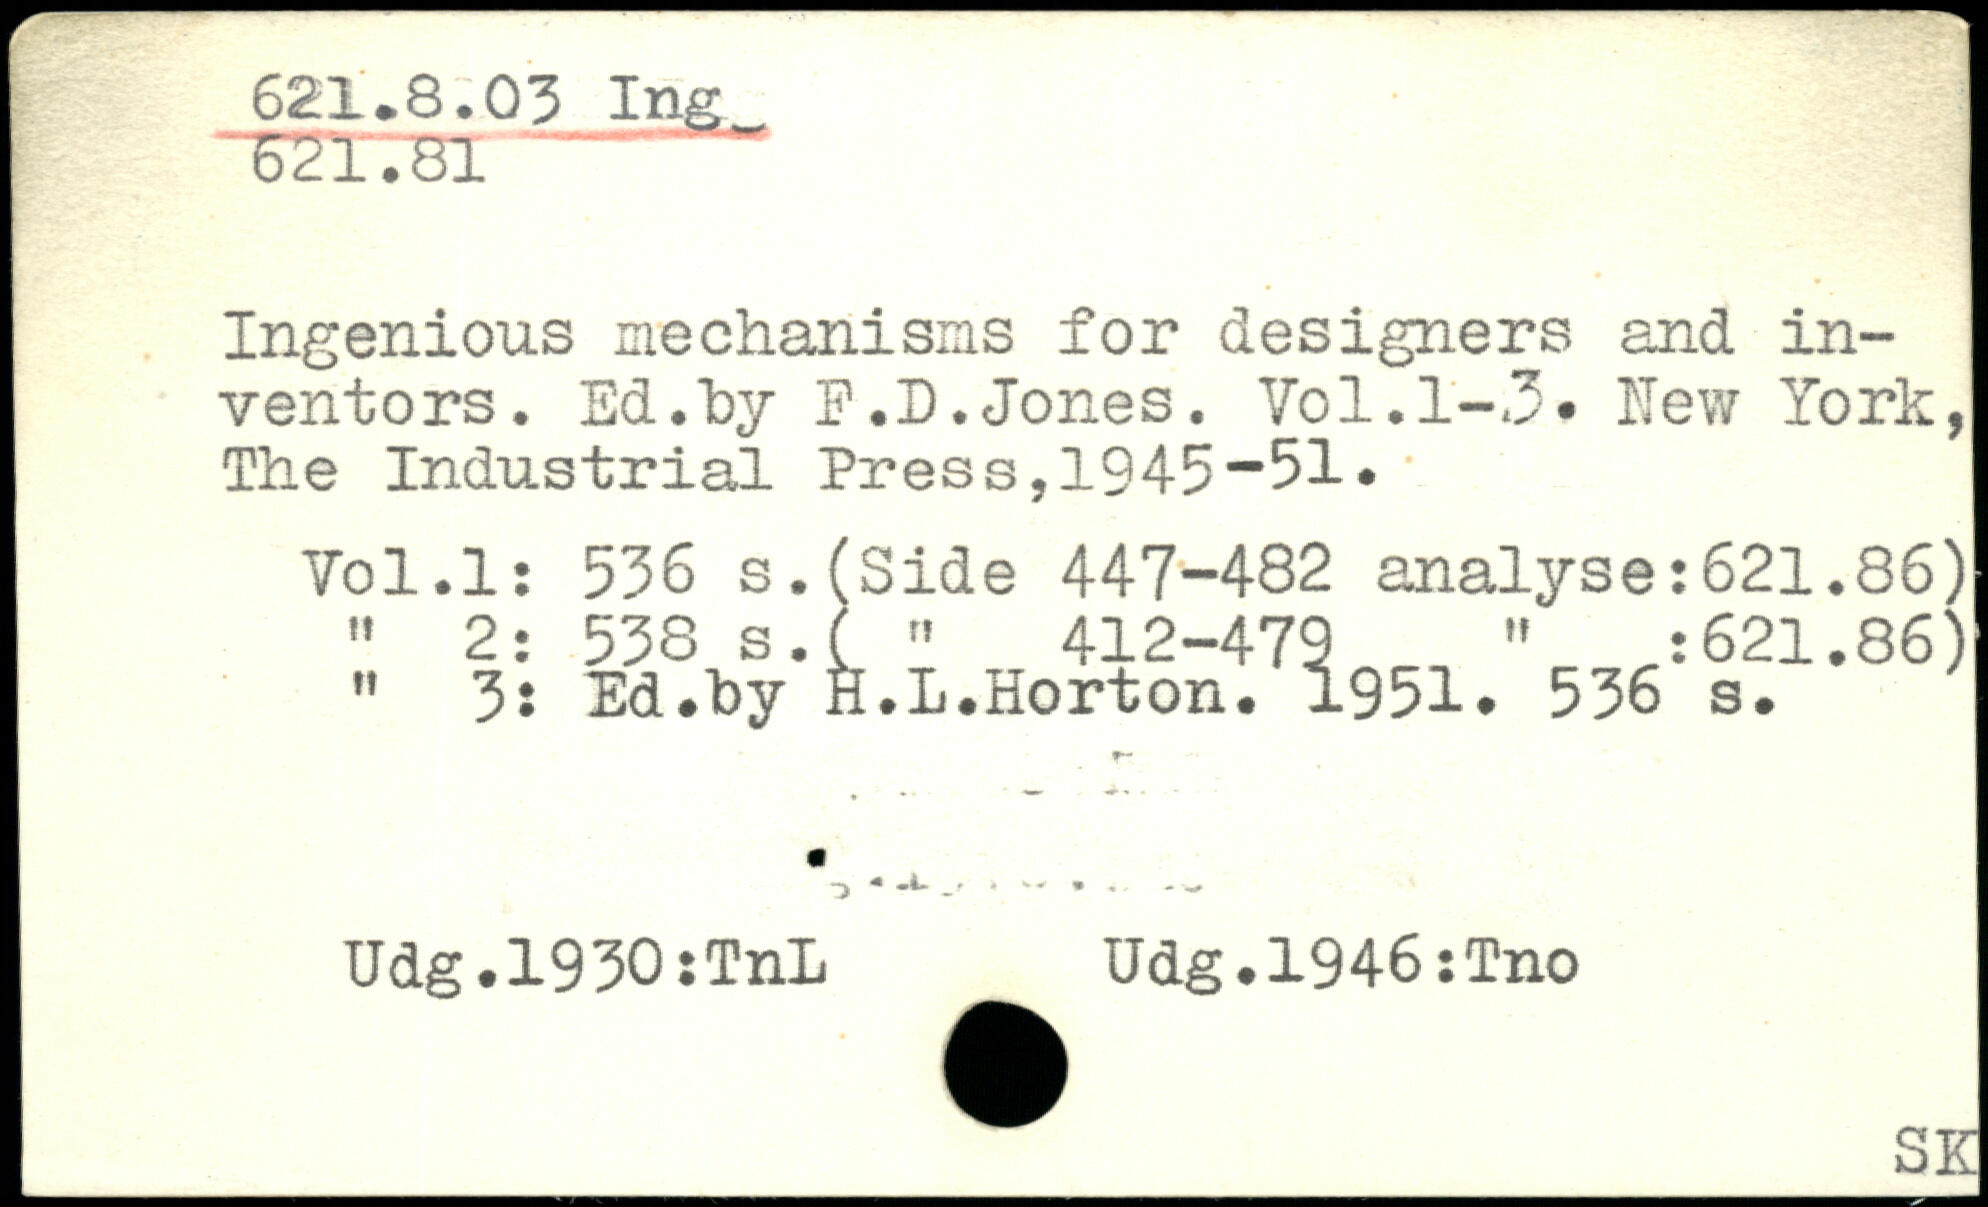 621.8.03 Ing_
621.81
Ingenious mechanisms for designers and in-
ventors. Ed.by F.D.Jones. Vol.1-3. New York,
The Industrial Press,1945-51.
Vol.1: 536 s.(Side 447-482 analyse:621.86)
" 2: 538 s.( " 412-479 " :621.86)
" 3: Ed.by H.L.Horton. 1951. 536 s.
Udg.1930:TnL Udg.1946:Tno
SK